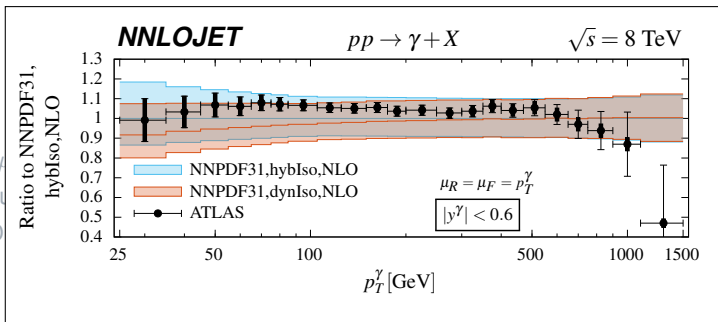 NNLOJET pp → γ + X √s = 8 TeV
Ratio to NNPDF31,
hybIso,NLO
1.3
1.2
1.1
1
0.9
0.8
0.7
0.6
0.5
0.4
NNPDF31,hybIso,NLO
NNPDF31,dynIso,NLO
ATLAS
μ_R = μ_F = p_T^γ
|y^γ| < 0.6
25 50 100 500 1000 1500
p_T^γ [GeV]